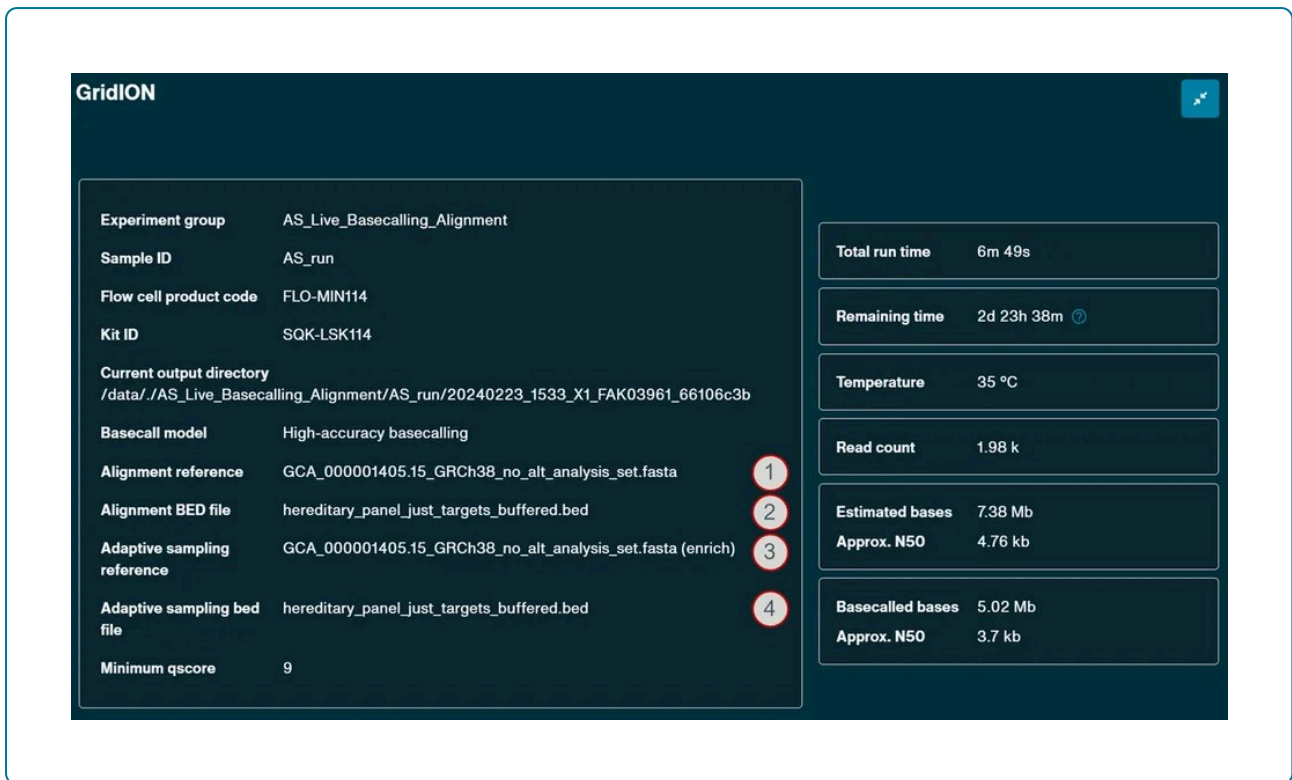 GridION
Experiment group AS_Live_Basecalling_Alignment
Sample ID AS_run
Flow cell product code FLO-MIN114
Kit ID SQK-LSK114
Current output directory
/data/./AS_Live_Basecalling_Alignment/AS_run/20240223_1533_X1_FAK03961_66106c3b
Basecall model High-accuracy basecalling
Alignment reference GCA_000001405.15_GRCh38_no_alt_analysis_set.fasta 1
Alignment BED file hereditary_panel_just_targets_buffered.bed 2
Adaptive sampling GCA_000001405.15_GRCh38_no_alt_analysis_set.fasta (enrich) 3
reference
Adaptive sampling bed hereditary_panel_just_targets_buffered.bed 4
file
Minimum qscore 9
Total run time 6m 49s
Remaining time 2d 23h 38m ?
Temperature 35 ºC
Read count 1.98 k
Estimated bases 7.38 Mb
Approx. N50 4.76 kb
Basecalled bases 5.02 Mb
Approx. N50 3.7 kb